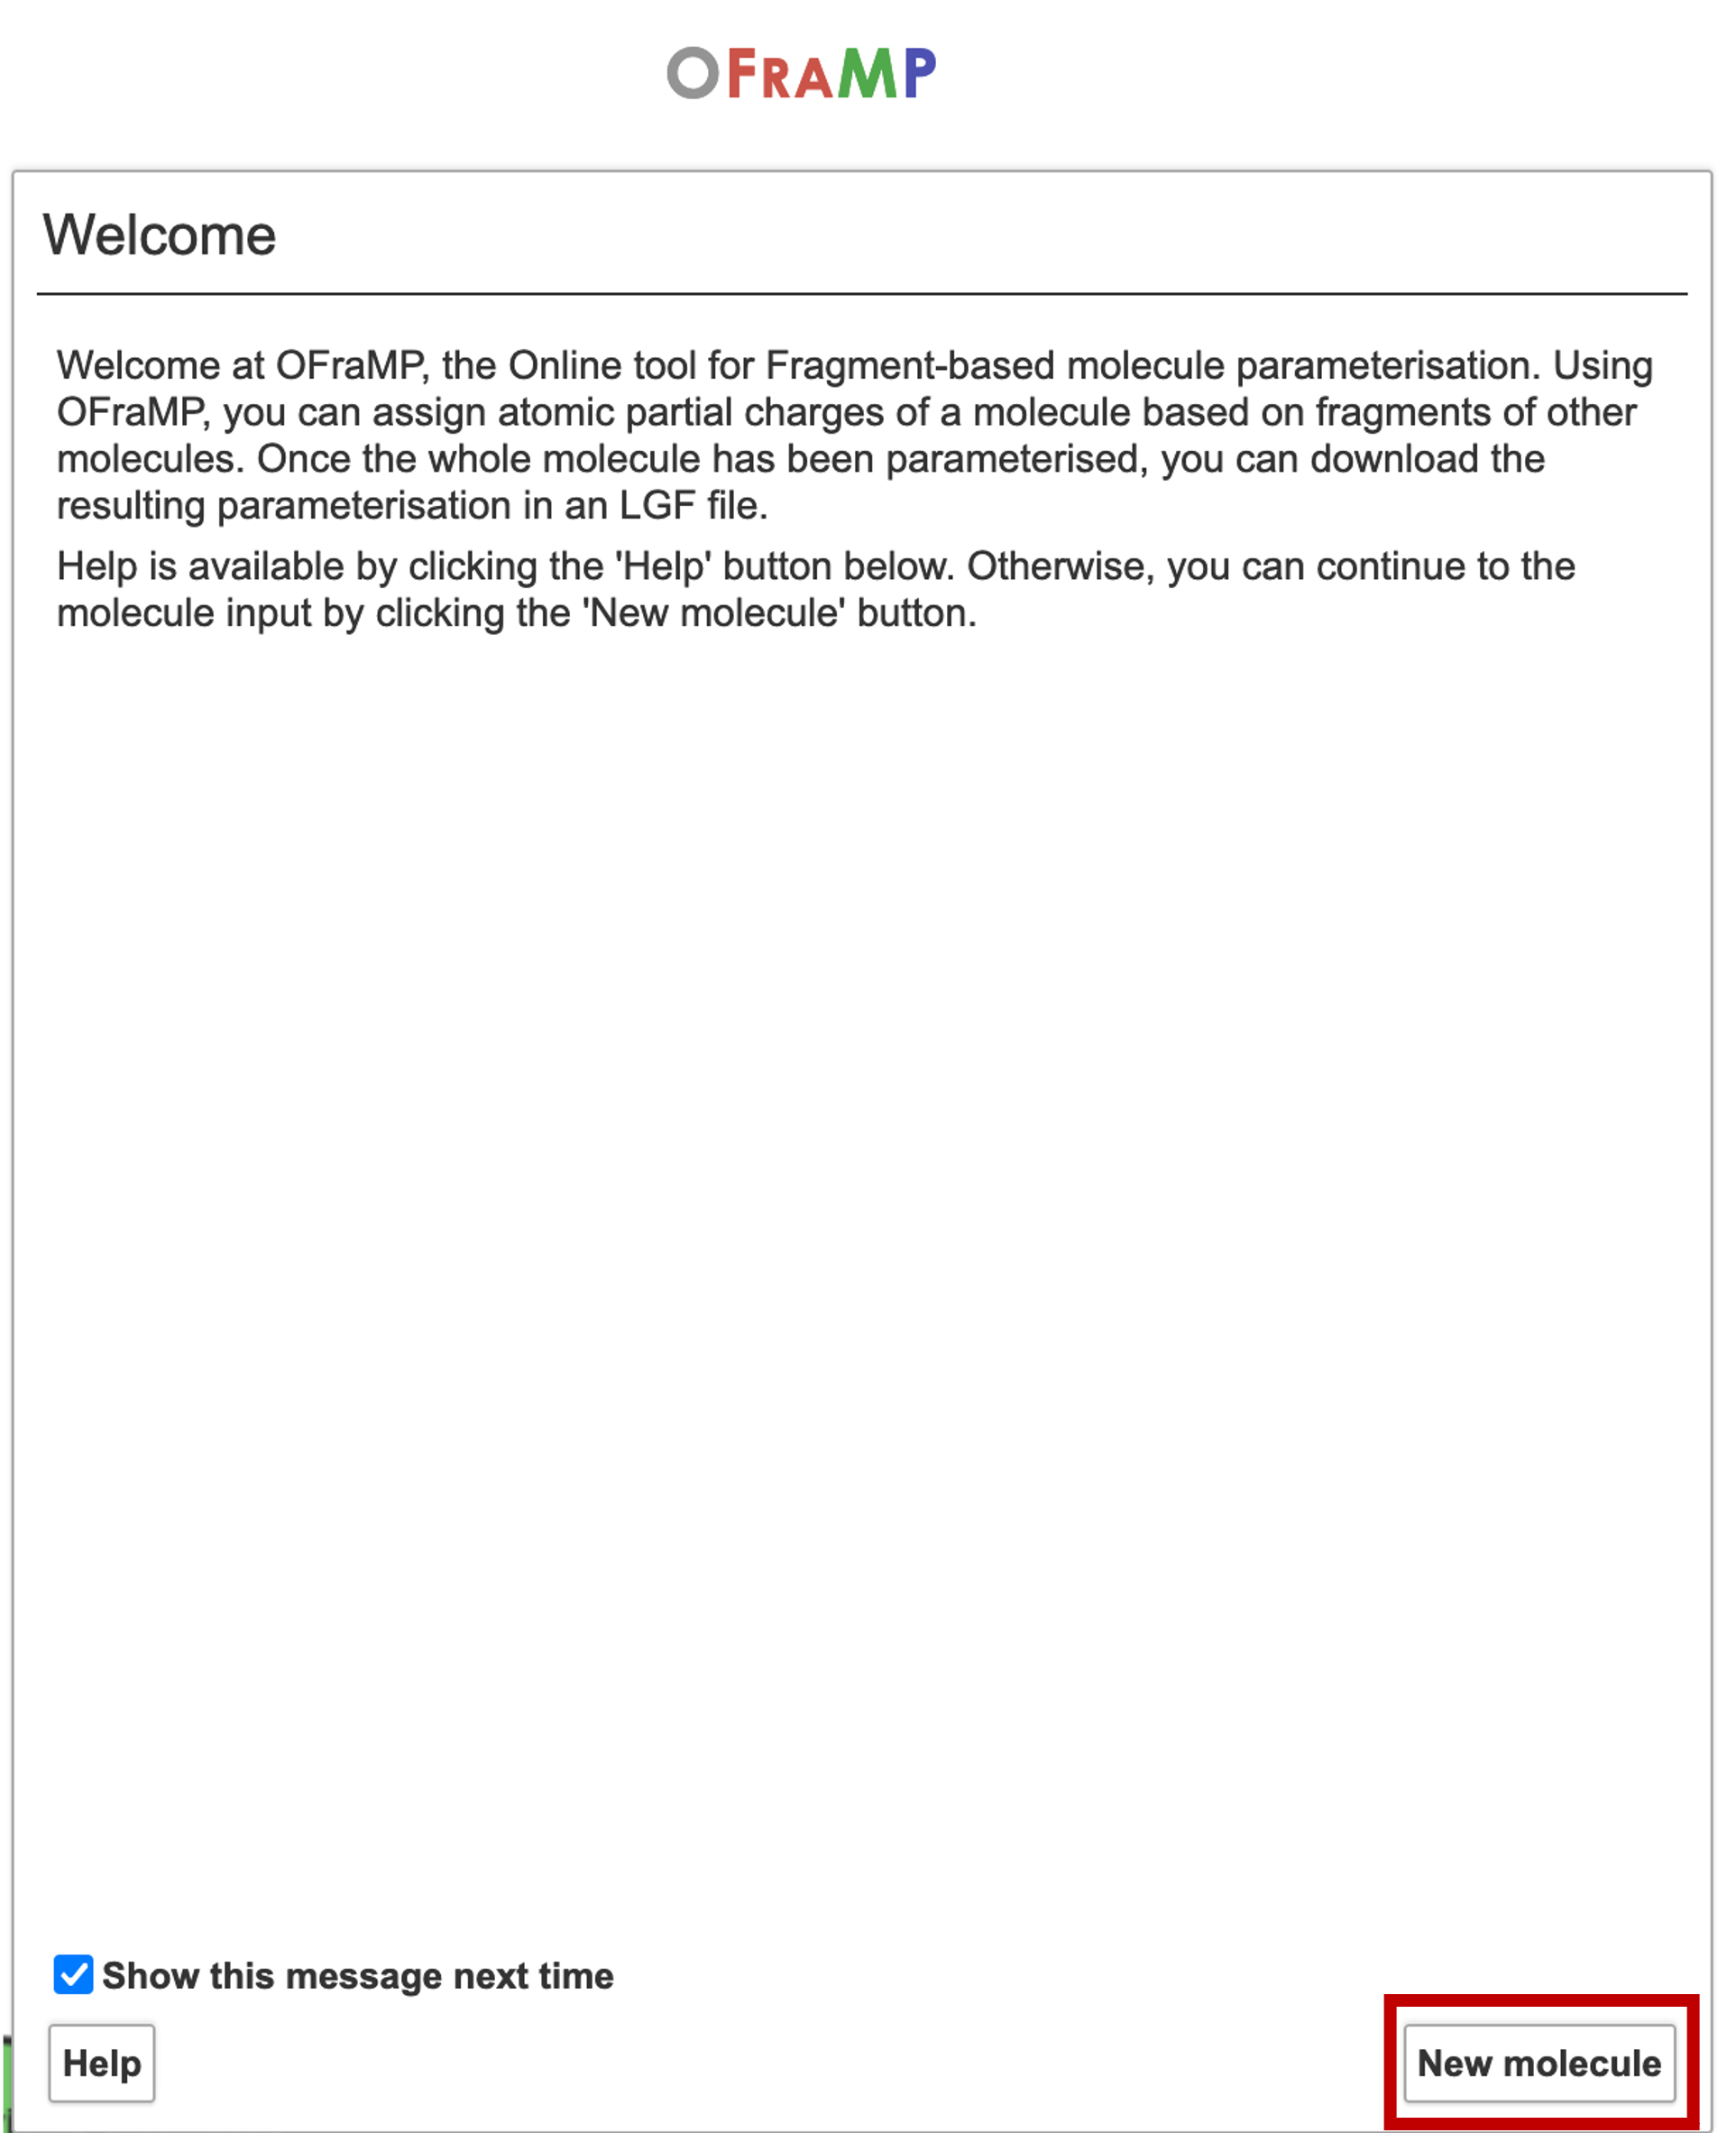 OFRAMP
Welcome
Welcome at OFraMP, the Online tool for Fragment-based molecule parameterisation. Using
OFraMP, you can assign atomic partial charges of a molecule based on fragments of other
molecules. Once the whole molecule has been parameterised, you can download the
resulting parameterisation in an LGF file.
Help is available by clicking the 'Help' button below. Otherwise, you can continue to the
molecule input by clicking the 'New molecule' button.
Show this message next time
Help
New molecule